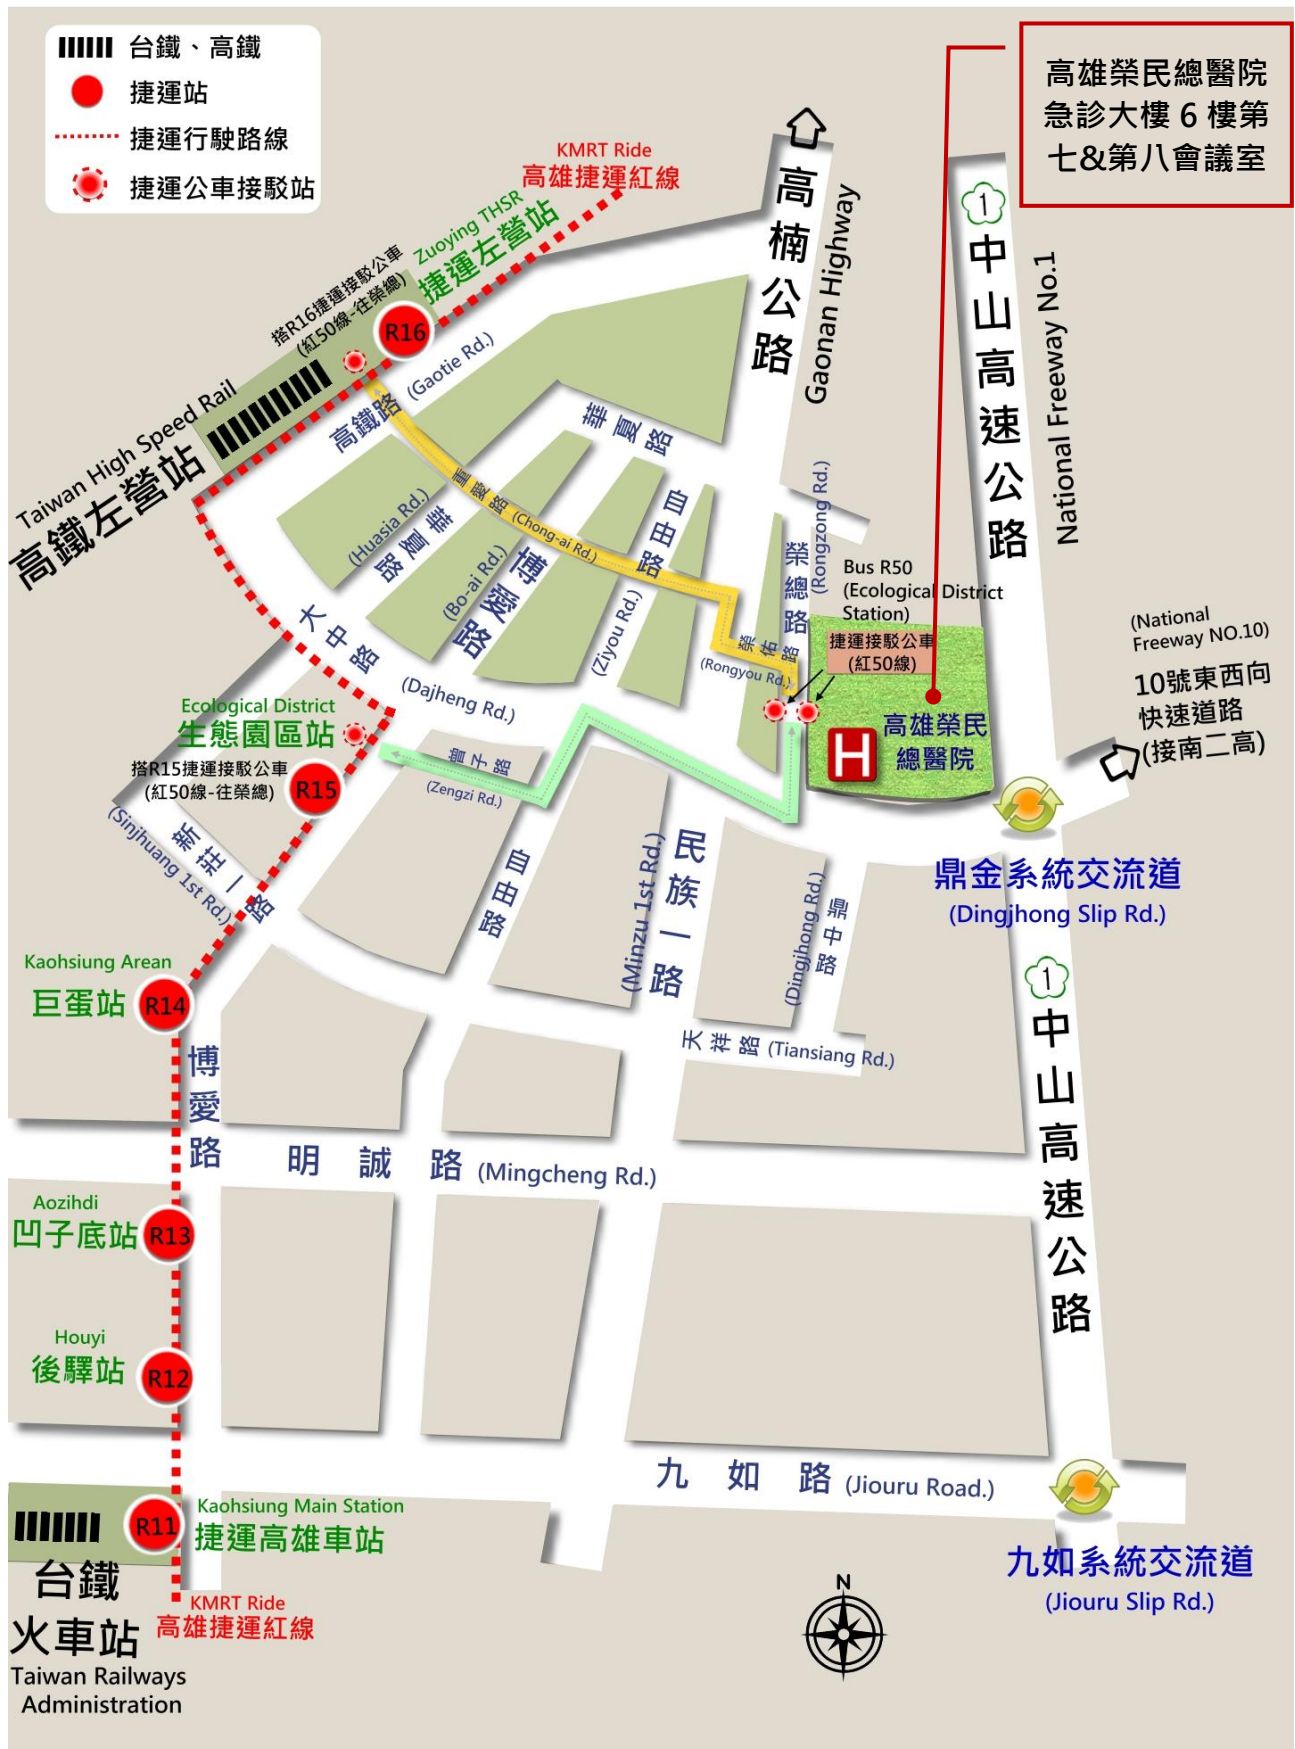 台鐵、高鐵
捷運站
捷運行駛路線
捷運公車接駁站
高雄榮民總醫院
急診大樓 6 樓第
七&第八會議室
KMRT Ride
高雄捷運紅線
Zuoying THSR
捷運左營站
搭R16捷運接駁公車
(紅50線-往榮總)
R16
Taiwan High Speed Rail
高鐵左營站
高鐵路 (Gaotie Rd.)
高楠公路
Gaonan Highway
1
中山高速公路
National Freeway No.1
華夏路
重愛路 (Chong-ai Rd.)
(Huasia Rd.)
華夏路
(Bo-ai Rd.)
博愛路
自由路
(Ziyou Rd.)
榮總路
(Rongzong Rd.)
榮佑路
(Rongyou Rd.)
Bus R50
(Ecological District
Station)
捷運接駁公車
(紅50線)
高雄榮民
總醫院
H
(National
Freeway NO.10)
10號東西向
快速道路
(接南二高)
大中路
(Dajheng Rd.)
Ecological District
生態園區站
搭R15捷運接駁公車
(紅50線-往榮總)
R15
曾子路
(Zengzi Rd.)
新莊一路
(Sinjhuang 1st Rd.)
自由路
民族一路
(Minzu 1st Rd.)
鼎中路
(Dingjhong Rd.)
鼎金系統交流道
(Dingjhong Slip Rd.)
Kaohsiung Arean
巨蛋站
R14
天祥路 (Tiansiang Rd.)
1
中山高速公路
博愛路
明誠路 (Mingcheng Rd.)
Aozihdi
凹子底站
R13
Houyi
後驛站
R12
九如路 (Jiouru Road.)
Kaohsiung Main Station
捷運高雄車站
R11
台鐵
火車站
Taiwan Railways
Administration
KMRT Ride
高雄捷運紅線
九如系統交流道
(Jiouru Slip Rd.)
N